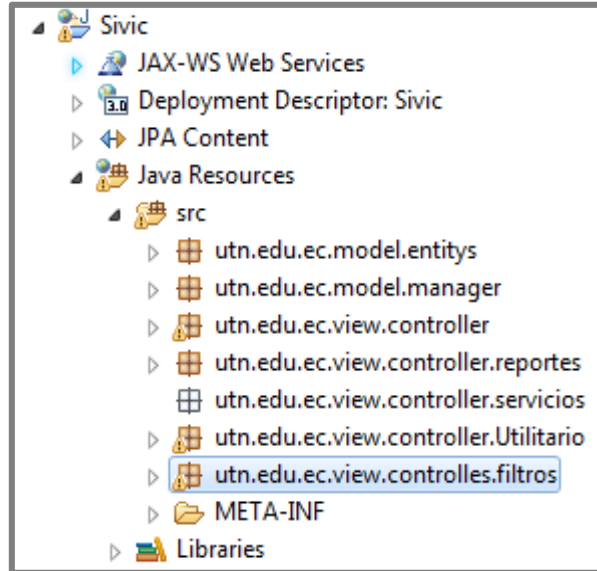 Sivic
JAX-WS Web Services
3.0 Deployment Descriptor: Sivic
JPA Content
Java Resources
src
utn.edu.ec.model.entitys
utn.edu.ec.model.manager
utn.edu.ec.view.controller
utn.edu.ec.view.controller.reportes
utn.edu.ec.view.controller.servicios
utn.edu.ec.view.controller.Utilitario
utn.edu.ec.view.controlles.filtros
META-INF
Libraries